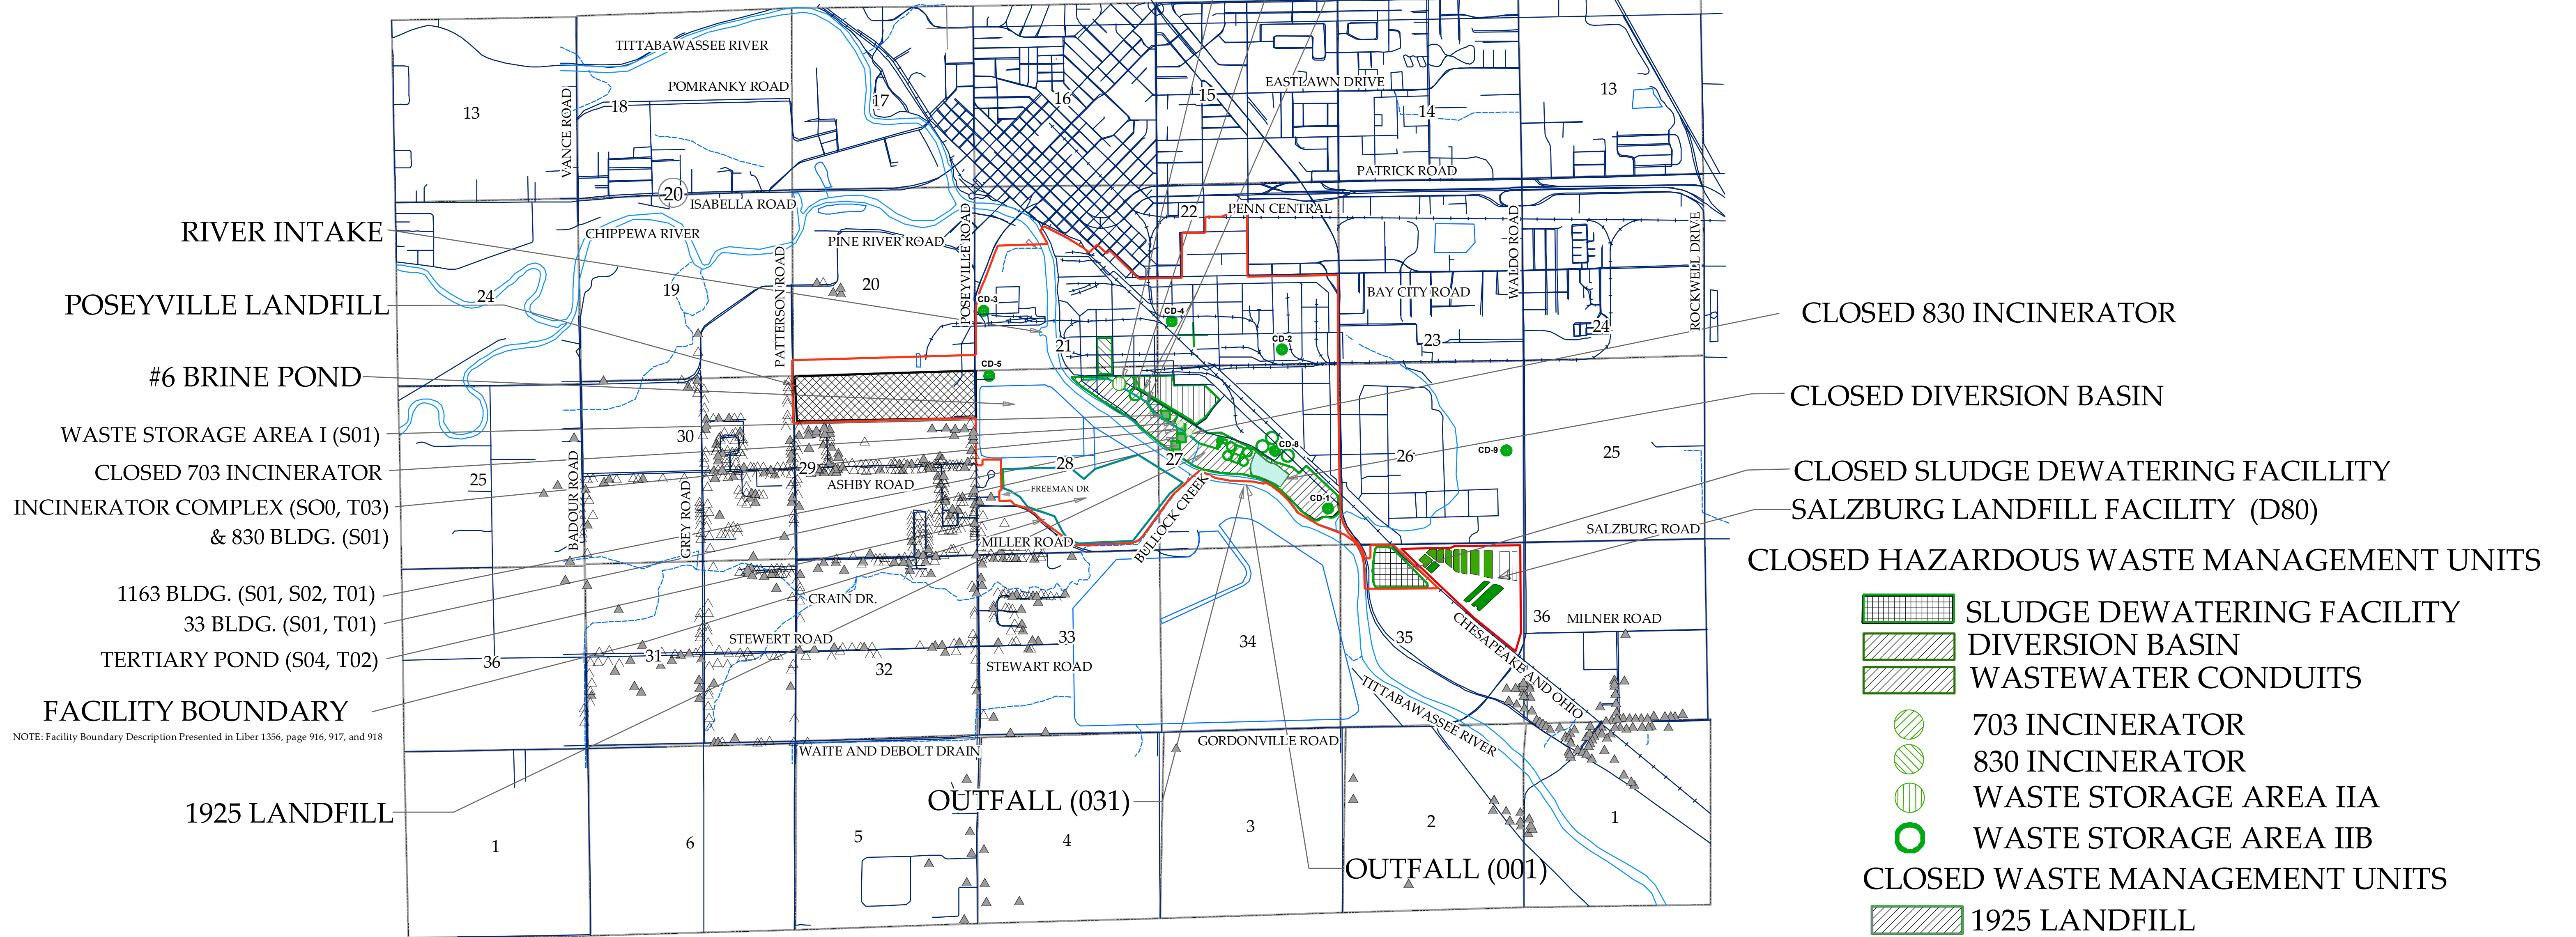 TITTABAWASSEE RIVER
POMRANKY ROAD
EASTLAWN DRIVE
13
18
17
16
15
14
13
VANCE ROAD
PATRICK ROAD
20
ISABELLA ROAD
PENN CENTRAL
22
RIVER INTAKE
CHIPPEWA RIVER
PINE RIVER ROAD
POSEYVILLE ROAD
WALDO ROAD
ROCKWELL DRIVE
PATTERSON ROAD
24
19
20
BAY CITY ROAD
POSEYVILLE LANDFILL
CD-3
CD-4
CLOSED 830 INCINERATOR
21
CD-2
23
24
CD-5
#6 BRINE POND
CLOSED DIVERSION BASIN
WASTE STORAGE AREA I (S01)
30
CD-8
CD-9
CLOSED 703 INCINERATOR
25
29
28
27
26
25
ASHBY ROAD
FREEMAN DR
CLOSED SLUDGE DEWATERING FACILLITY
INCINERATOR COMPLEX (SO0, T03)
& 830 BLDG. (S01)
BADOUR ROAD
GREY ROAD
BULLOCK CREEK
CD-1
SALZBURG LANDFILL FACILITY (D80)
MILLER ROAD
SALZBURG ROAD
CLOSED HAZARDOUS WASTE MANAGEMENT UNITS
1163 BLDG. (S01, S02, T01)
CRAIN DR.
SLUDGE DEWATERING FACILITY
33 BLDG. (S01, T01)
36
MILNER ROAD
STEWERT ROAD
33
34
35
CHESAPEAKE AND OHIO
DIVERSION BASIN
TERTIARY POND (S04, T02)
36
31
32
STEWART ROAD
WASTEWATER CONDUITS
FACILITY BOUNDARY
TITTABAWASSEE RIVER
703 INCINERATOR
NOTE: Facility Boundary Description Presented in Liber 1356, page 916, 917, and 918
WAITE AND DEBOLT DRAIN
GORDONVILLE ROAD
830 INCINERATOR
1925 LANDFILL
OUTFALL (031)
WASTE STORAGE AREA IIA
1
6
5
4
3
2
1
WASTE STORAGE AREA IIB
OUTFALL (001)
CLOSED WASTE MANAGEMENT UNITS
1925 LANDFILL